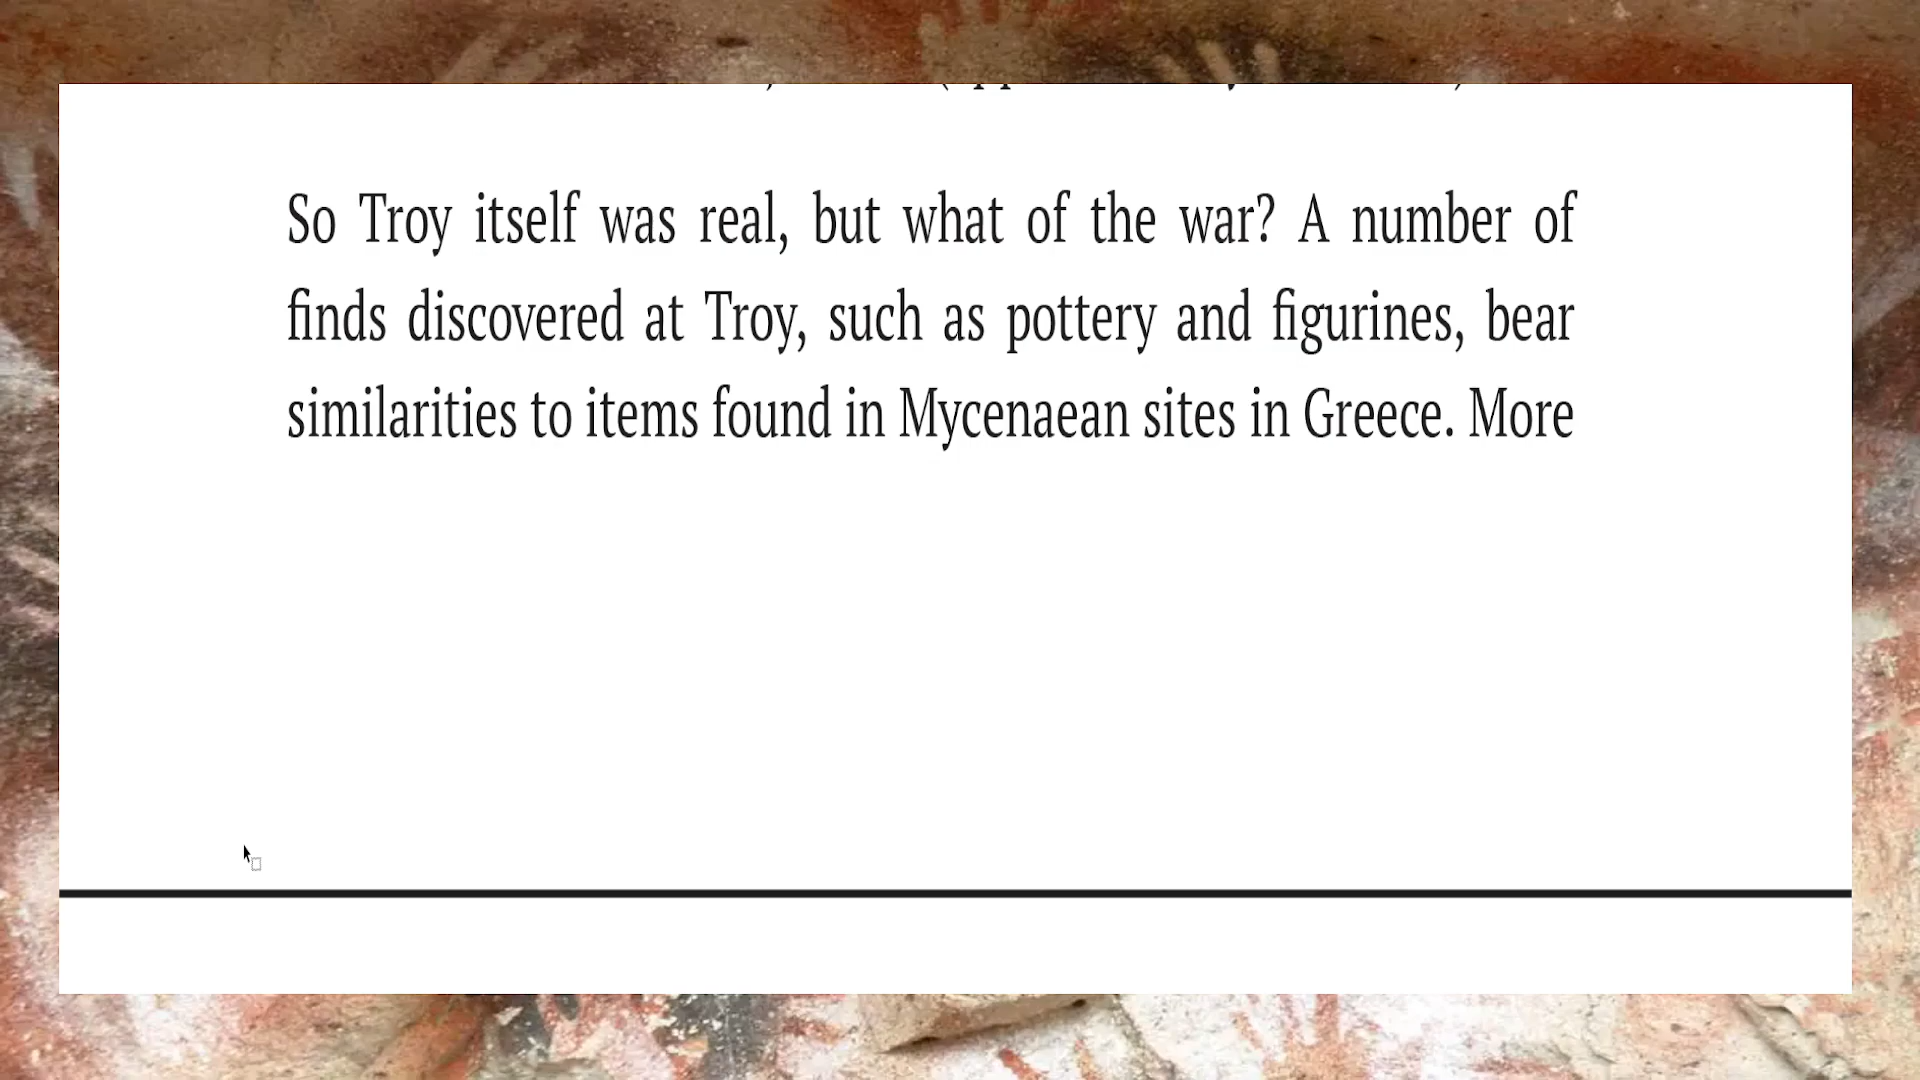 So Troy itself was real, but what of the war? A number of
finds discovered at Troy, such as pottery and figurines, bear
similarities to items found in Mycenaean sites in Greece. More